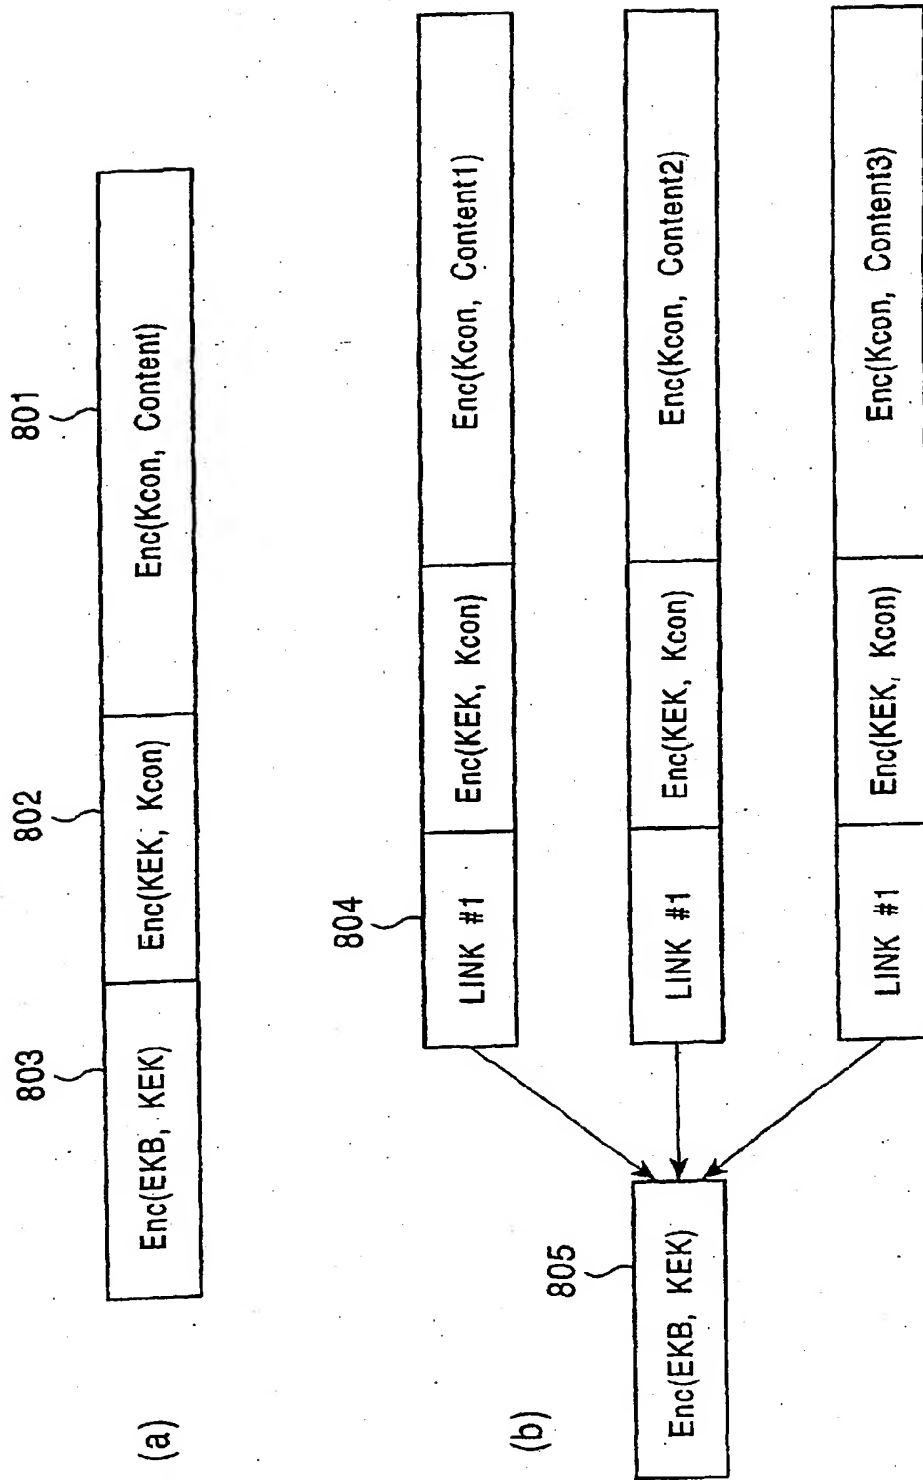 (a)
803
802
801
Enc(EKB, KEK)
Enc(KEK, Kcon)
Enc(Kcon, Content)
(b)
804
LINK #1
Enc(KEK, Kcon)
Enc(Kcon, Content1)
805
Enc(EKB, KEK)
LINK #1
Enc(KEK, Kcon)
Enc(Kcon, Content2)
LINK #1
Enc(KEK, Kcon)
Enc(Kcon, Content3)